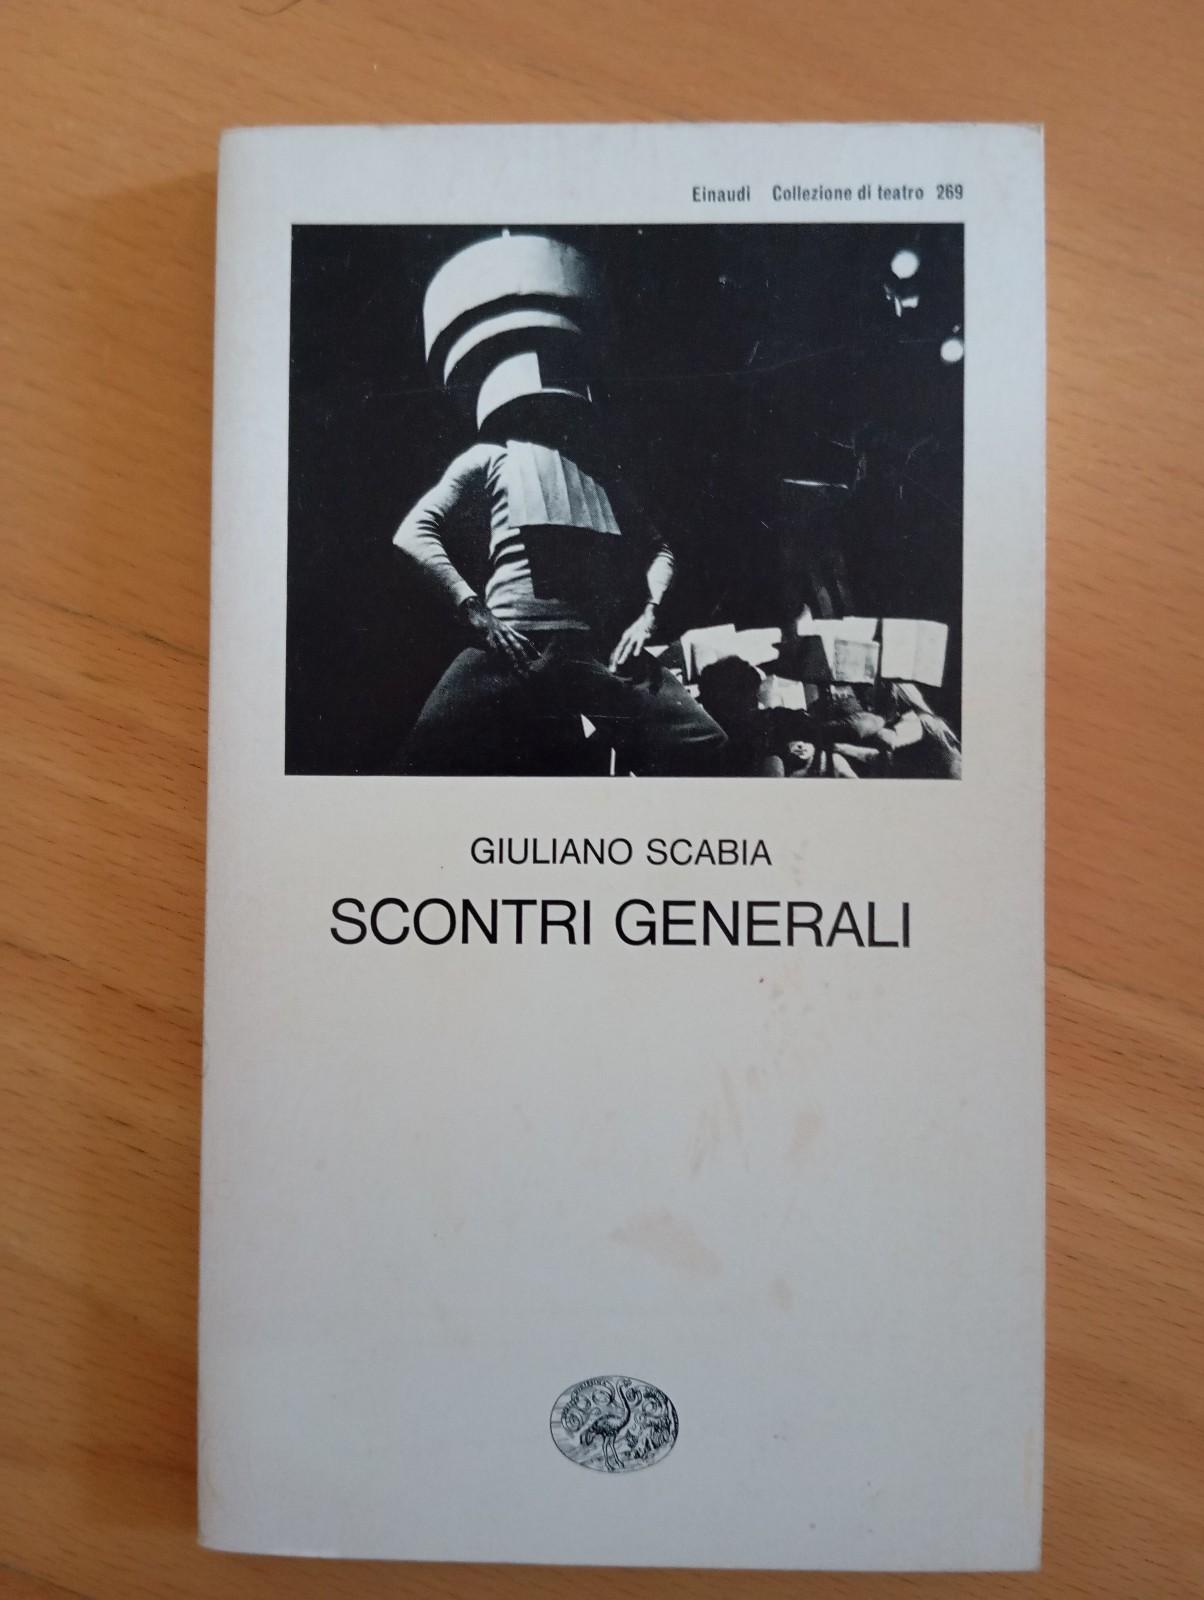 Einaudi Collezione di teatro 269
GIULIANO SCABIA
SCONTRI GENERALI